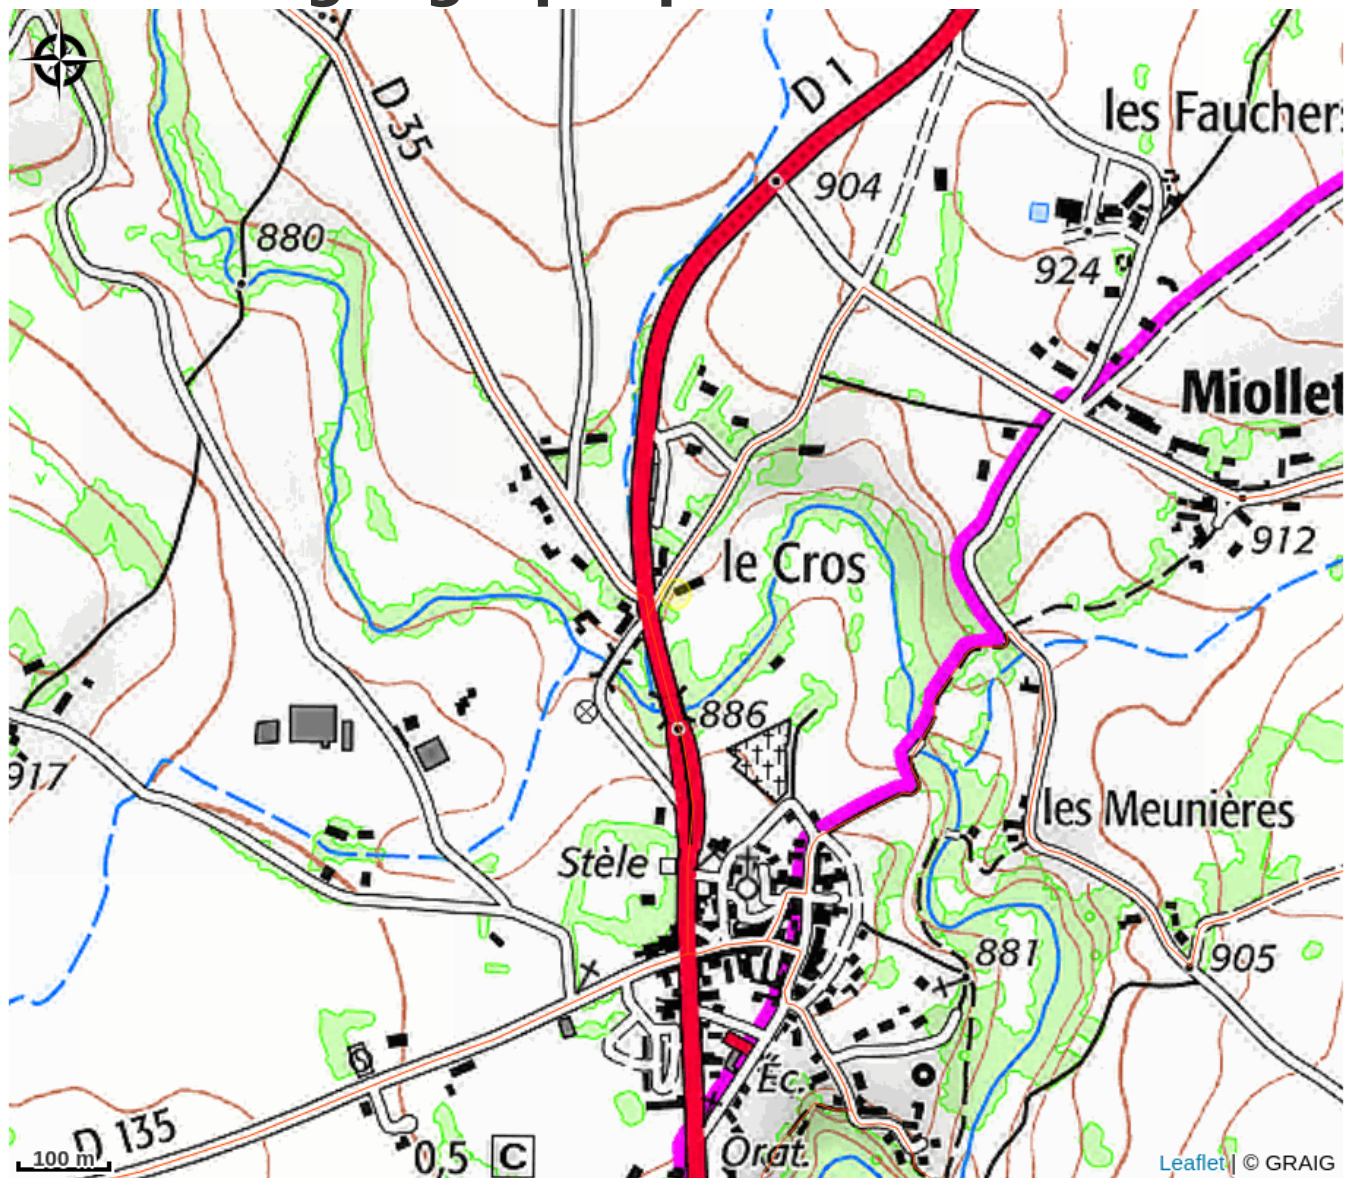 D 1
D 35
les Faucher
904
880
924
Miollet
912
le Cros
886
917
les Meunières
Stèle
881
905
Éc.
D 135
0,5 C
Orat.
100 m
Leaflet | © GRAIG